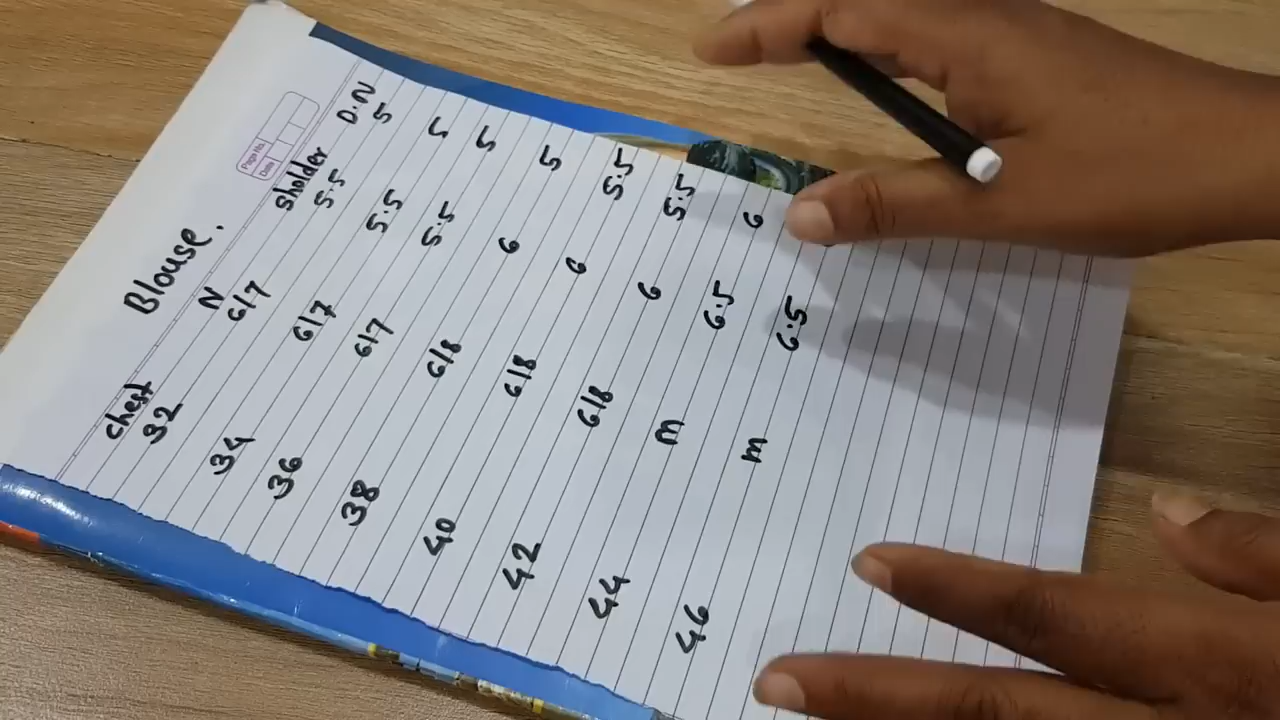 Page No.
Date
Blouse.
chest N sholder D.N
32 6/7 5.5 5
34 6/7 5.5 5
36 6/7 5.5 5
38 6/8 6 5
40 6/8 6 5.5
42 6/8 6 5.5
44 m 6.5 6
46 m 6.5